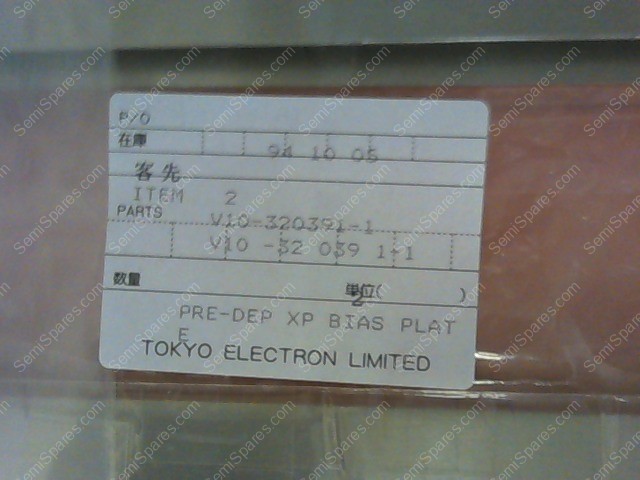 P/O
在庫 94 10 05
客先
ITEM 2
PARTS V10-320391-1
V10 -32 039 1-1
数量 単位( )
2
PRE-DEP XP BIAS PLAT
E
TOKYO ELECTRON LIMITED
SemiSpares.com